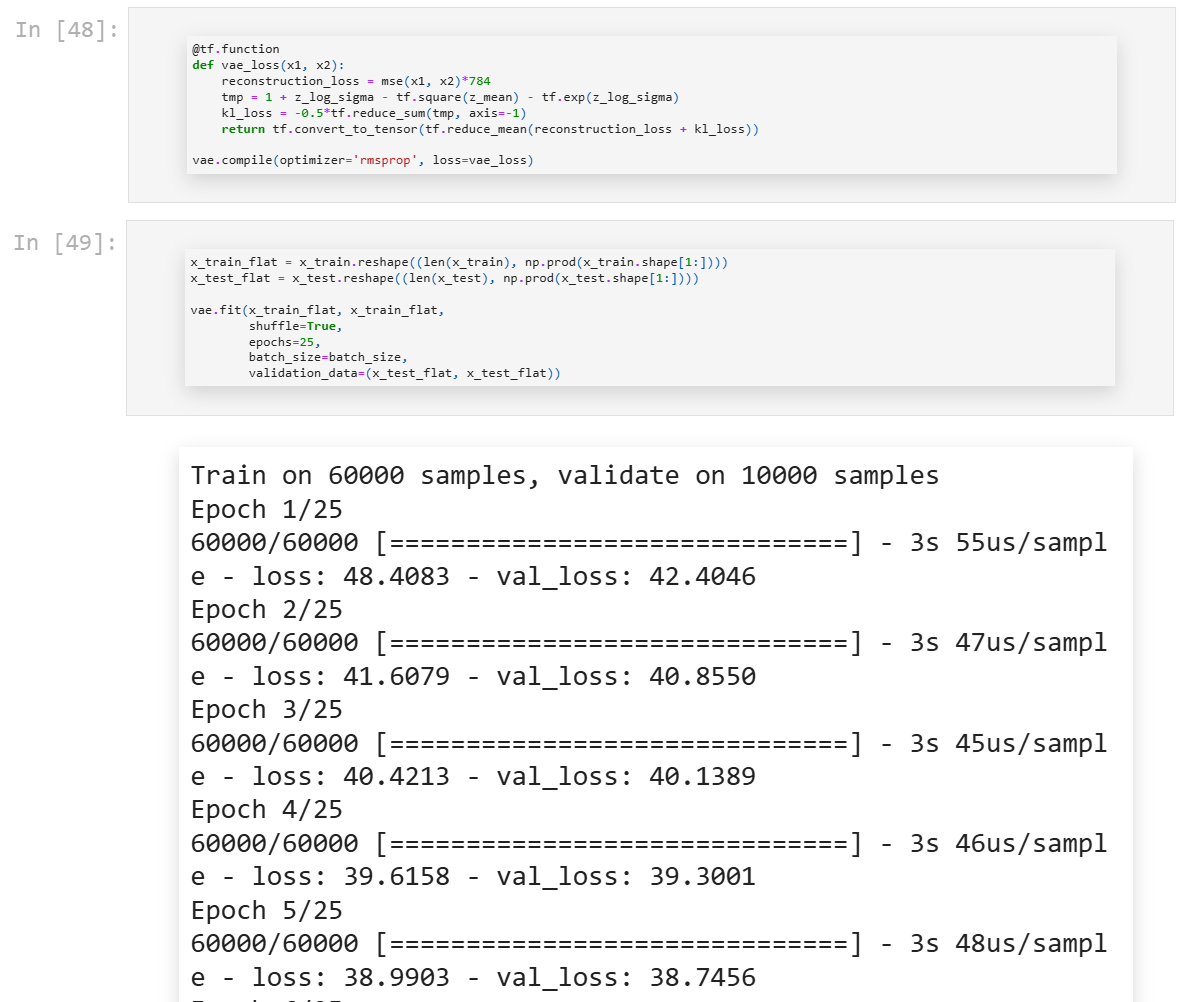 In [48]:
@tf.function
def vae_loss(x1, x2):
    reconstruction_loss = mse(x1, x2)*784
    tmp = 1 + z_log_sigma - tf.square(z_mean) - tf.exp(z_log_sigma)
    kl_loss = -0.5*tf.reduce_sum(tmp, axis=-1)
    return tf.convert_to_tensor(tf.reduce_mean(reconstruction_loss + kl_loss))
vae.compile(optimizer='rmsprop', loss=vae_loss)
In [49]:
x_train_flat = x_train.reshape((len(x_train), np.prod(x_train.shape[1:])))
x_test_flat = x_test.reshape((len(x_test), np.prod(x_test.shape[1:])))
vae.fit(x_train_flat, x_train_flat,
        shuffle=True,
        epochs=25,
        batch_size=batch_size,
        validation_data=(x_test_flat, x_test_flat))
Train on 60000 samples, validate on 10000 samples
Epoch 1/25
60000/60000 [==============================] - 3s 55us/sampl
e - loss: 48.4083 - val_loss: 42.4046
Epoch 2/25
60000/60000 [==============================] - 3s 47us/sampl
e - loss: 41.6079 - val_loss: 40.8550
Epoch 3/25
60000/60000 [==============================] - 3s 45us/sampl
e - loss: 40.4213 - val_loss: 40.1389
Epoch 4/25
60000/60000 [==============================] - 3s 46us/sampl
e - loss: 39.6158 - val_loss: 39.3001
Epoch 5/25
60000/60000 [==============================] - 3s 48us/sampl
e - loss: 38.9903 - val_loss: 38.7456